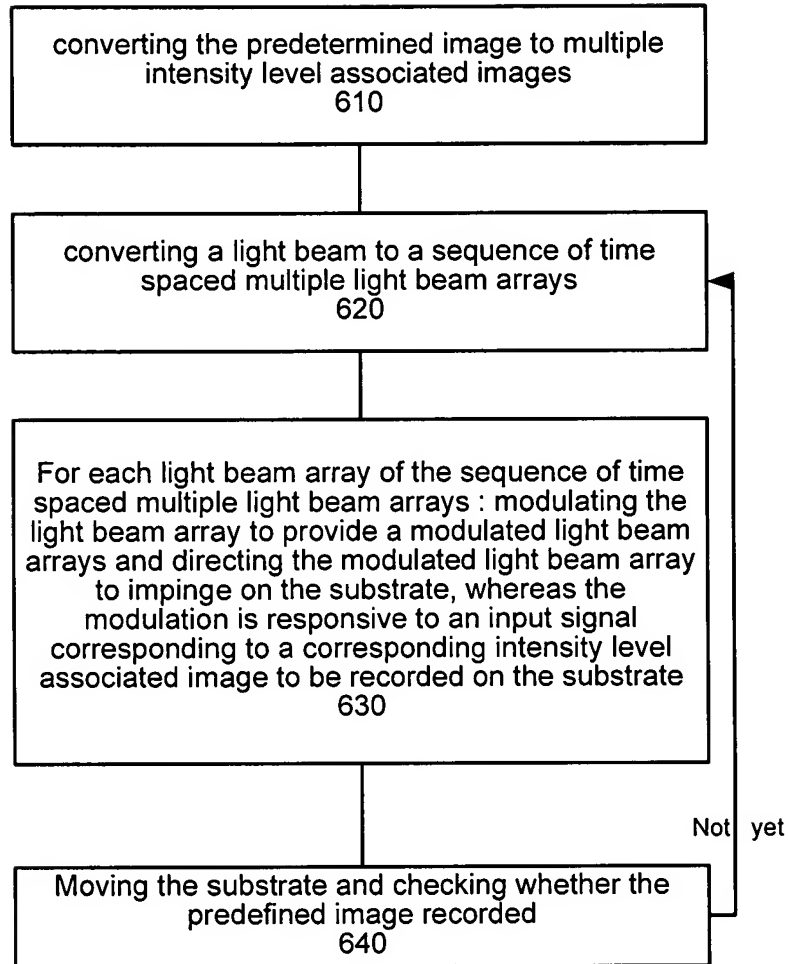 converting the predetermined image to multiple
intensity level associated images
610
converting a light beam to a sequence of time
spaced multiple light beam arrays
620
For each light beam array of the sequence of time
spaced multiple light beam arrays : modulating the
light beam array to provide a modulated light beam
arrays and directing the modulated light beam array
to impinge on the substrate, whereas the
modulation is responsive to an input signal
corresponding to a corresponding intensity level
associated image to be recorded on the substrate
630
Not yet
Moving the substrate and checking whether the
predefined image recorded
640